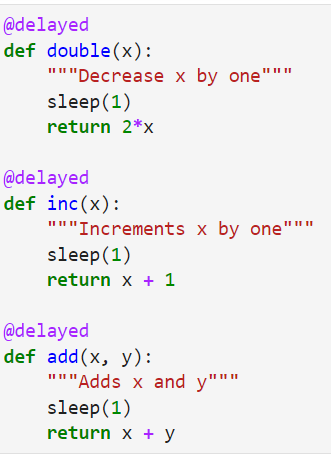 @delayed
def double(x):
    """Decrease x by one"""
    sleep(1)
    return 2*x

@delayed
def inc(x):
    """Increments x by one"""
    sleep(1)
    return x + 1

@delayed
def add(x, y):
    """Adds x and y"""
    sleep(1)
    return x + y